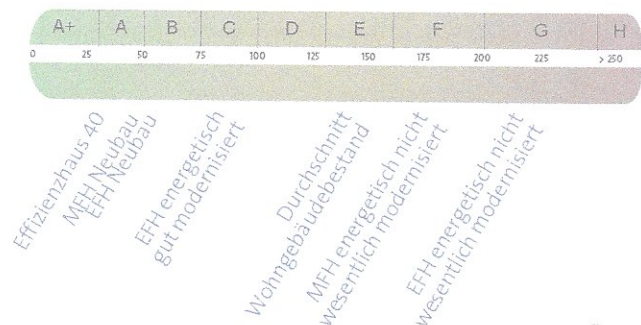 A+ A B C D E F G H
0 25 50 75 100 125 150 175 200 225 > 250
Effizienzhaus 40
MFH Neubau
EFH Neubau
EFH energetisch
gut modernisiert
Durchschnitt
Wohngebäudebestand
MFH energetisch nicht
wesentlich modernisiert
EFH energetisch nicht
wesentlich modernisiert